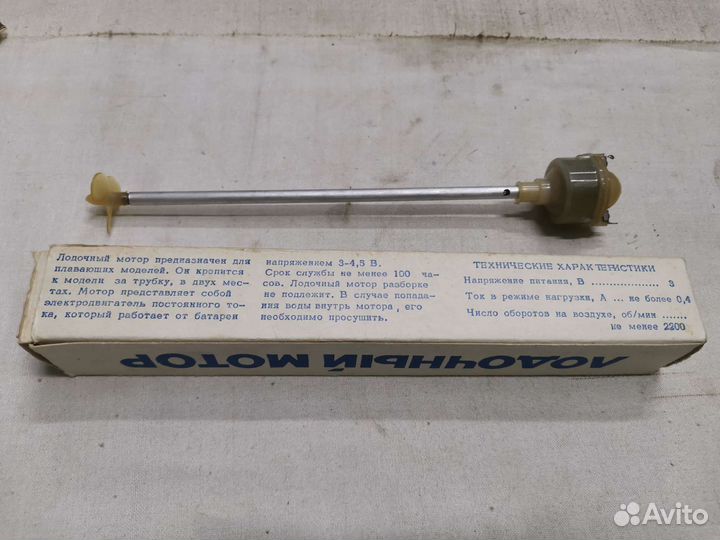 Лодочный мотор предназначен для
плавающих моделей. Он крепится
к модели за трубку, в двух мес-
тах. Мотор представляет собой
электродвигатель постоянного то-
ка, который работает от батареи
напряжением 3-4,5 В.
Срок службы не менее 100 ча-
сов. Лодочный мотор разборке
не подлежит. В случае попада-
ния воды внутрь мотора, его
необходимо просушить.
ТЕХНИЧЕСКИЕ ХАРАКТЕРИСТИКИ
Напряжение питания, В .............. 3
Ток в режиме нагрузки, А ... не более 0,4
Число оборотов на воздухе, об/мин ......
не менее 2200
ЛОДОЧНЫЙ МОТОР
Avito